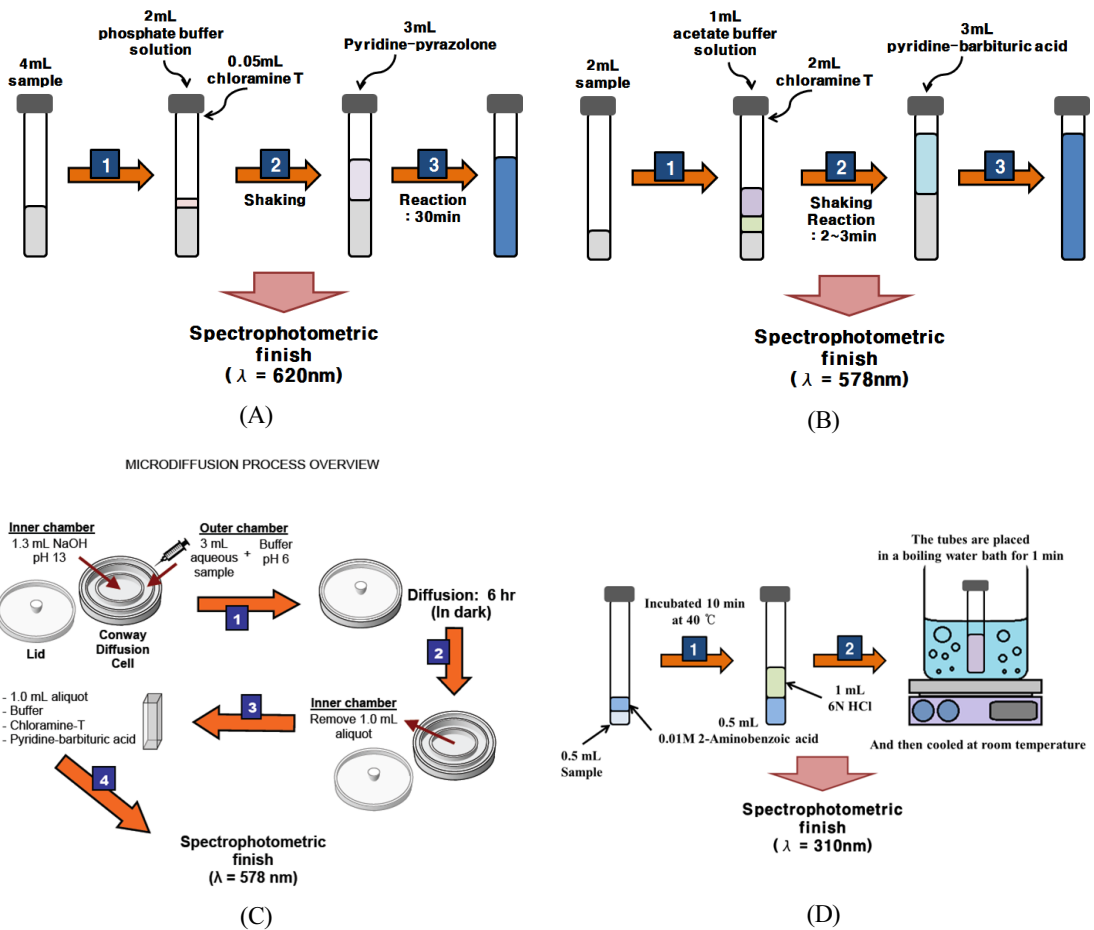 4mL sample
2mL
phosphate buffer
solution
0.05mL
chloramine T
3mL
Pyridine-pyrazolone
1
2
Shaking
3
Reaction
: 30min
Spectrophotometric
finish
( λ = 620nm)
(A)
2mL sample
1mL
acetate buffer
solution
2mL
chloramine T
3mL
pyridine-barbituric acid
1
2
Shaking
Reaction
: 2~3min
3
Spectrophotometric
finish
( λ = 578nm)
(B)
MICRODIFFUSION PROCESS OVERVIEW
Inner chamber
1.3 mL NaOH
pH 13
Outer chamber
3 mL
aqueous
sample
+
Buffer
pH 6
Lid
Conway
Diffusion
Cell
1
Diffusion: 6 hr
(In dark)
2
Inner chamber
Remove 1.0 mL
aliquot
3
- 1.0 mL aliquot
- Buffer
- Chloramine-T
- Pyridine-barbituric acid
4
Spectrophotometric
finish
(λ = 578 nm)
(C)
0.5 mL
Sample
0.5 mL
0.01M 2-Aminobenzoic acid
Incubated 10 min
at 40 ℃
1
1 mL
6N HCl
2
The tubes are placed
in a boiling water bath for 1 min
And then cooled at room temperature
Spectrophotometric
finish
( λ = 310nm)
(D)